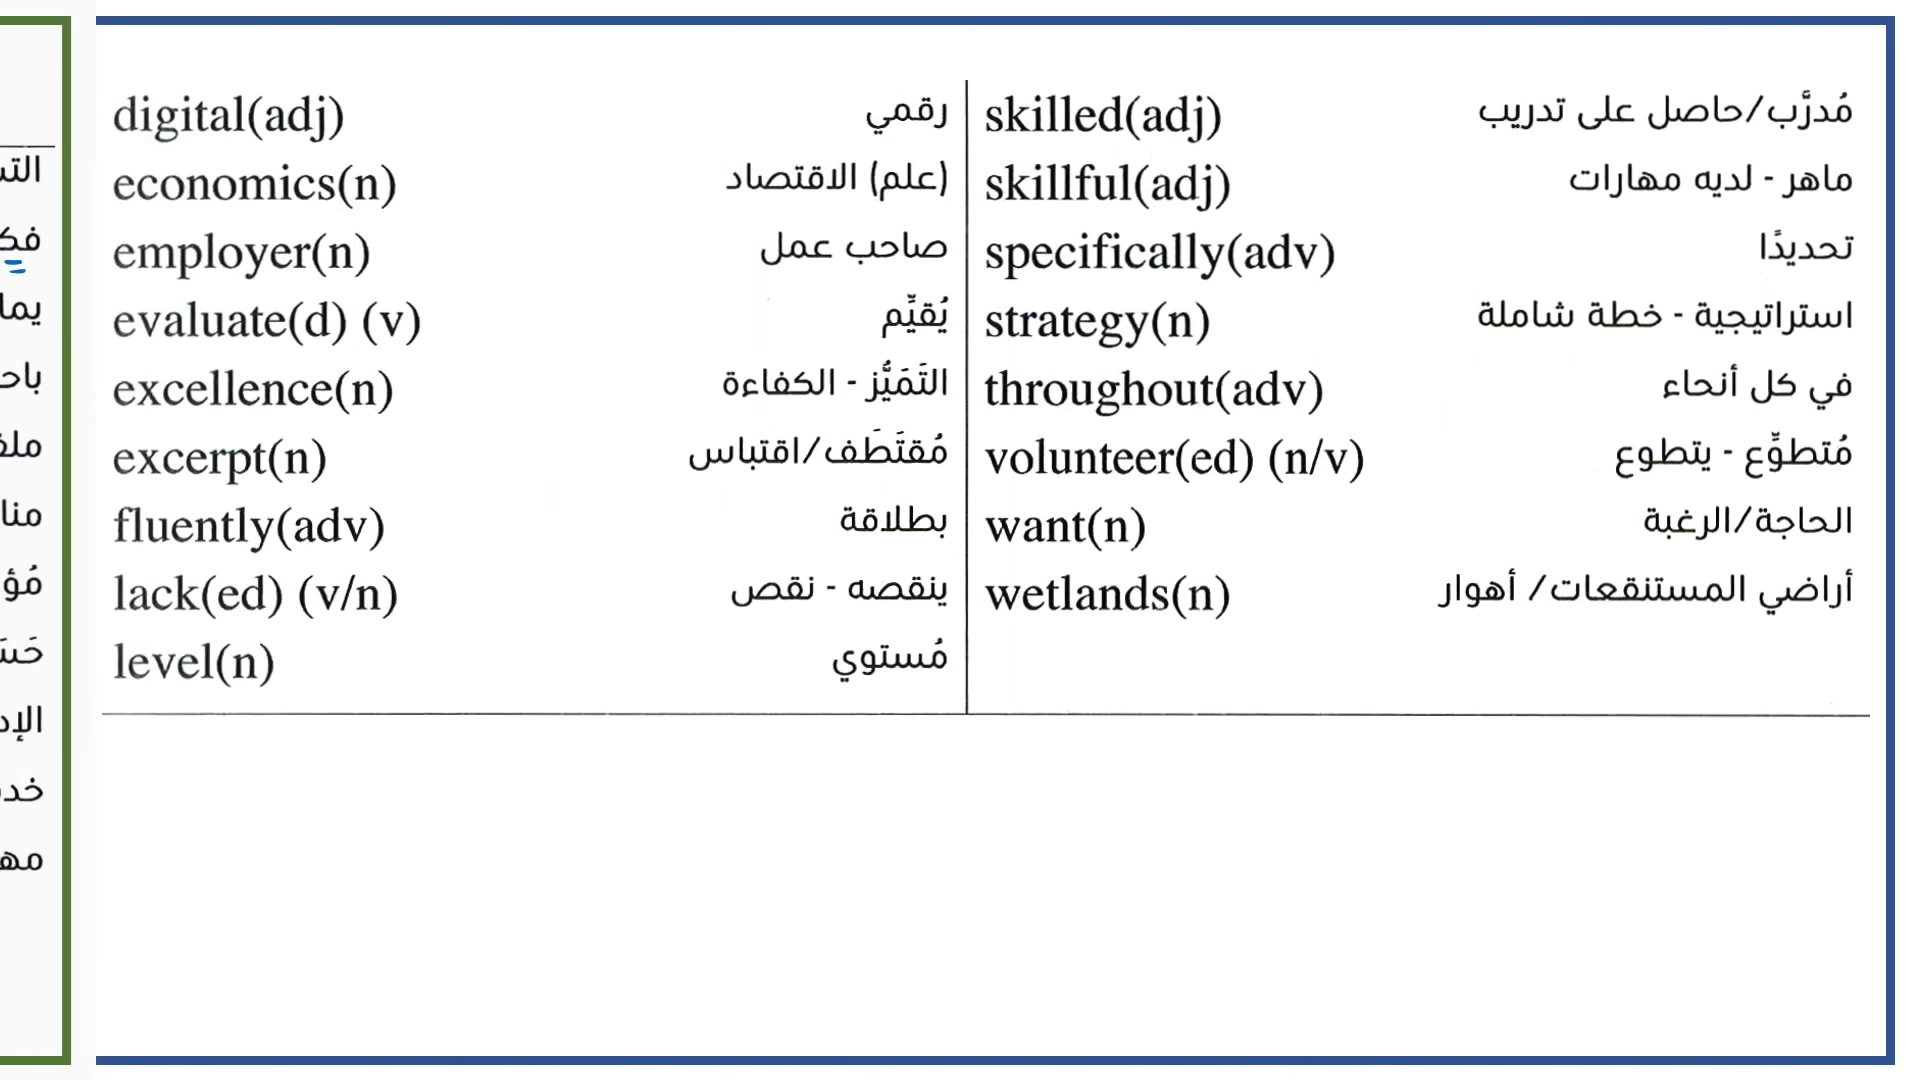 digital(adj) رقمي
economics(n) (علم) الاقتصاد
employer(n) صاحب عمل
evaluate(d) (v) يُقيِّم
excellence(n) التَمَيُّز - الكفاءة
excerpt(n) مُقتَطَف/اقتباس
fluently(adv) بطلاقة
lack(ed) (v/n) ينقصه - نقص
level(n) مُستوي
skilled(adj) مُدرَّب/حاصل على تدريب
skillful(adj) ماهر - لديه مهارات
specifically(adv) تحديدًا
strategy(n) استراتيجية - خطة شاملة
throughout(adv) في كل أنحاء
volunteer(ed) (n/v) مُتطوِّع - يتطوع
want(n) الحاجة/الرغبة
wetlands(n) أراضي المستنقعات/ أهوار